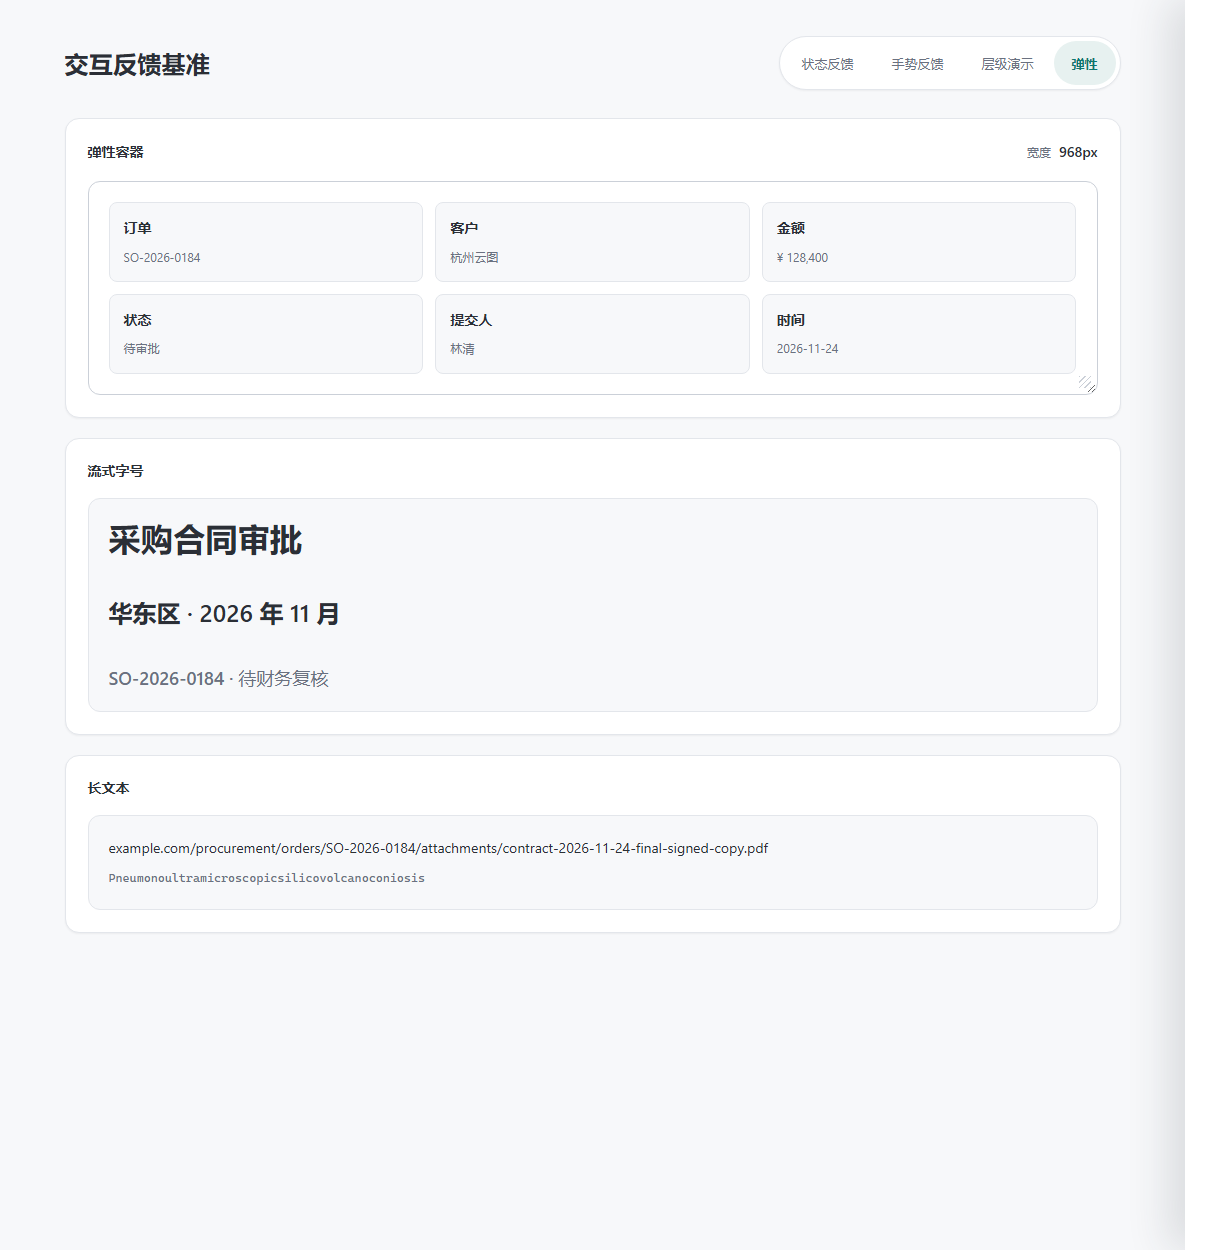 交互反馈基准
状态反馈 手势反馈 层级演示 弹性
弹性容器 宽度 968px
订单 客户 金额
SO-2026-0184 杭州云图 ¥ 128,400
状态 提交人 时间
待审批 林清 2026-11-24
流式字号
采购合同审批
华东区 · 2026 年 11 月
SO-2026-0184 · 待财务复核
长文本
example.com/procurement/orders/SO-2026-0184/attachments/contract-2026-11-24-final-signed-copy.pdf
Pneumonoultramicroscopicsilicovolcanoconiosis